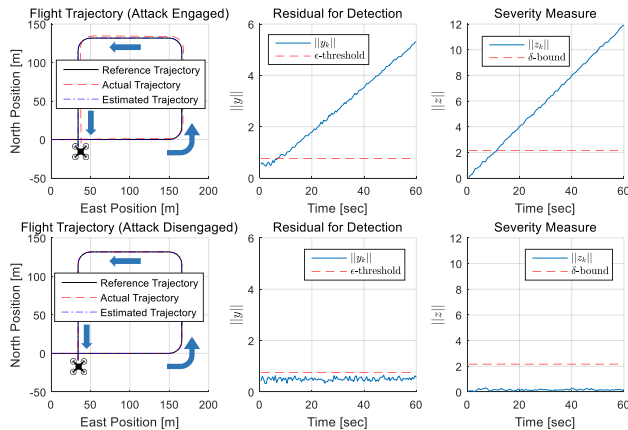 Flight Trajectory (Attack Engaged)
150
100
50
0
-50
0 50 100 150 200
North Position [m]
East Position [m]
Reference Trajectory
Actual Trajectory
Estimated Trajectory
Residual for Detection
6
4
2
0
0 20 40 60
|||y||
Time [sec]
||y_k||
ϵ-threshold
Severity Measure
12
10
8
6
4
2
0
0 20 40 60
|||z||
Time [sec]
||z_k||
δ-bound
Flight Trajectory (Attack Disengaged)
150
100
50
0
-50
0 50 100 150 200
North Position [m]
East Position [m]
Reference Trajectory
Actual Trajectory
Estimated Trajectory
Residual for Detection
6
4
2
0
0 20 40 60
|||y||
Time [sec]
||y_k||
ϵ-threshold
Severity Measure
12
10
8
6
4
2
0
0 20 40 60
|||z||
Time [sec]
||z_k||
δ-bound